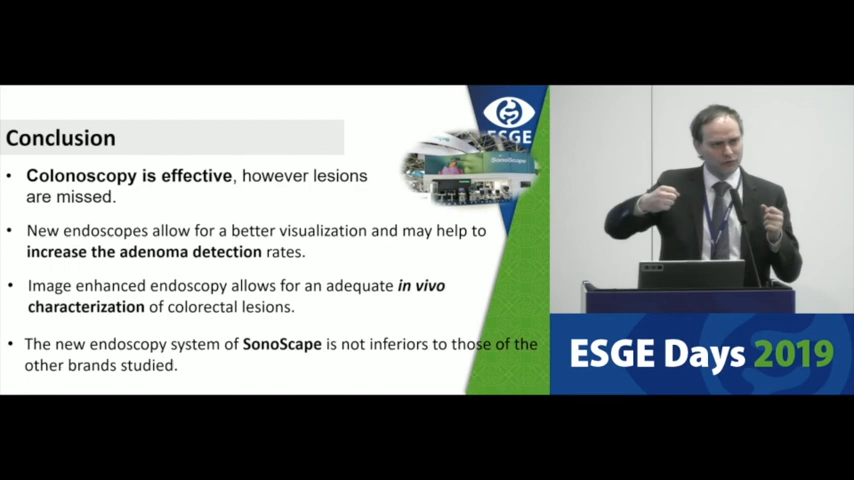 ESGE
Conclusion
SonoScape
• Colonoscopy is effective, however lesions
are missed.
• New endoscopes allow for a better visualization and may help to
increase the adenoma detection rates.
• Image enhanced endoscopy allows for an adequate in vivo
characterization of colorectal lesions.
• The new endoscopy system of SonoScape is not inferiors to those of the
other brands studied.
ESGE Days 2019